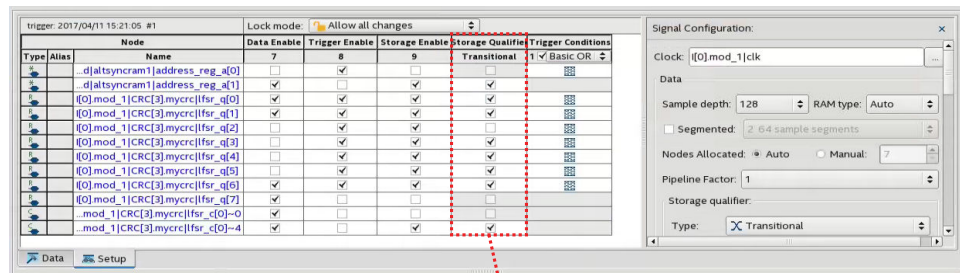 trigger: 2017/04/11 15:21:05 #1
Lock mode: Allow all changes
Node Data Enable Trigger Enable Storage Enable Storage Qualifier Trigger Conditions
Type Alias Name 7 8 9 Transitional 1 Basic OR
...d|altsyncram1|address_reg_a[0]
...d|altsyncram1|address_reg_a[1]
I[0].mod_1|CRC[3].mycrc|lfsr_q[0]
I[0].mod_1|CRC[3].mycrc|lfsr_q[1]
I[0].mod_1|CRC[3].mycrc|lfsr_q[2]
I[0].mod_1|CRC[3].mycrc|lfsr_q[3]
I[0].mod_1|CRC[3].mycrc|lfsr_q[4]
I[0].mod_1|CRC[3].mycrc|lfsr_q[5]
I[0].mod_1|CRC[3].mycrc|lfsr_q[6]
I[0].mod_1|CRC[3].mycrc|lfsr_q[7]
...mod_1|CRC[3].mycrc|lfsr_c[0]~0
...mod_1|CRC[3].mycrc|lfsr_c[0]~4
Data Setup
Signal Configuration: ×
Clock: I[0].mod_1|clk ...
Data
Sample depth: 128 RAM type: Auto
Segmented: 2 64 sample segments
Nodes Allocated: Auto Manual: 7
Pipeline Factor: 1
Storage qualifier:
Type: Transitional